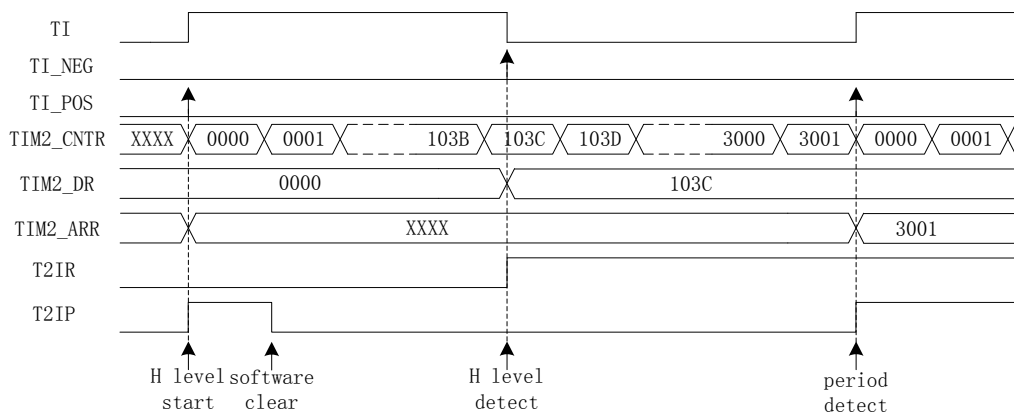 TI
TI_NEG
TI_POS
TIM2_CNTR XXXX 0000 0001 103B 103C 103D 3000 3001 0000 0001
TIM2_DR 0000 103C
TIM2_ARR XXXX 3001
T2IR
T2IP
H level start
software clear
H level detect
period detect